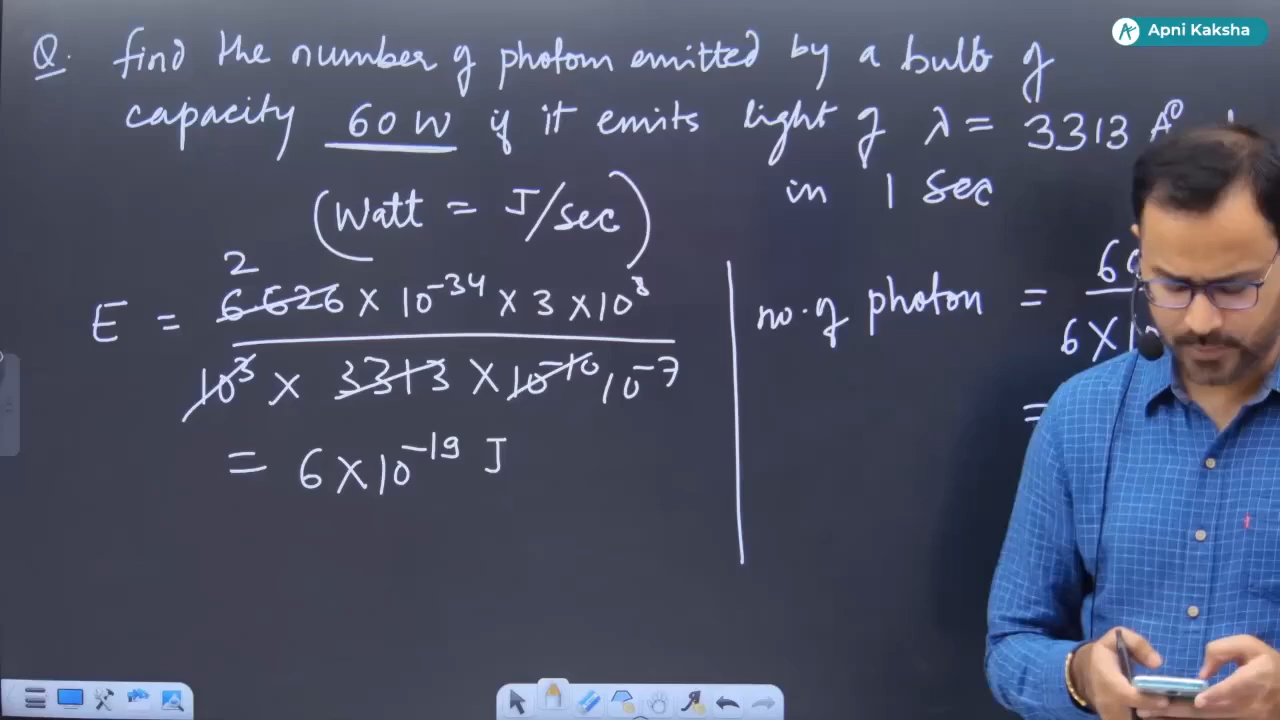 Apni Kaksha
Q. find the number of photon emitted by a bulb of
capacity 60 W if it emits light of λ = 3313 A⁰
in 1 sec
(Watt = J/sec)
2
E = 6 626 × 10⁻³⁴ × 3 × 10⁸
10³ × 3313 × 10⁻¹⁰ 10⁻⁷
= 6 × 10⁻¹⁹ J
no. of photon =
6 ×
=